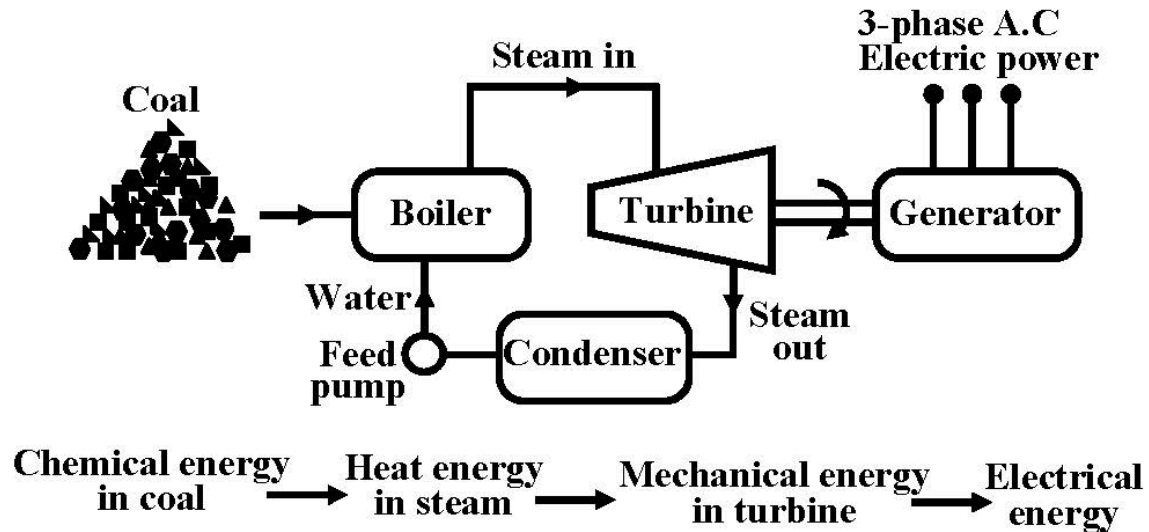 3-phase A.C
Electric power
Steam in
Coal
Boiler
Turbine
Generator
Water
Steam
out
Feed
pump
Condenser
Chemical energy
in coal
Heat energy
in steam
Mechanical energy
in turbine
Electrical
energy